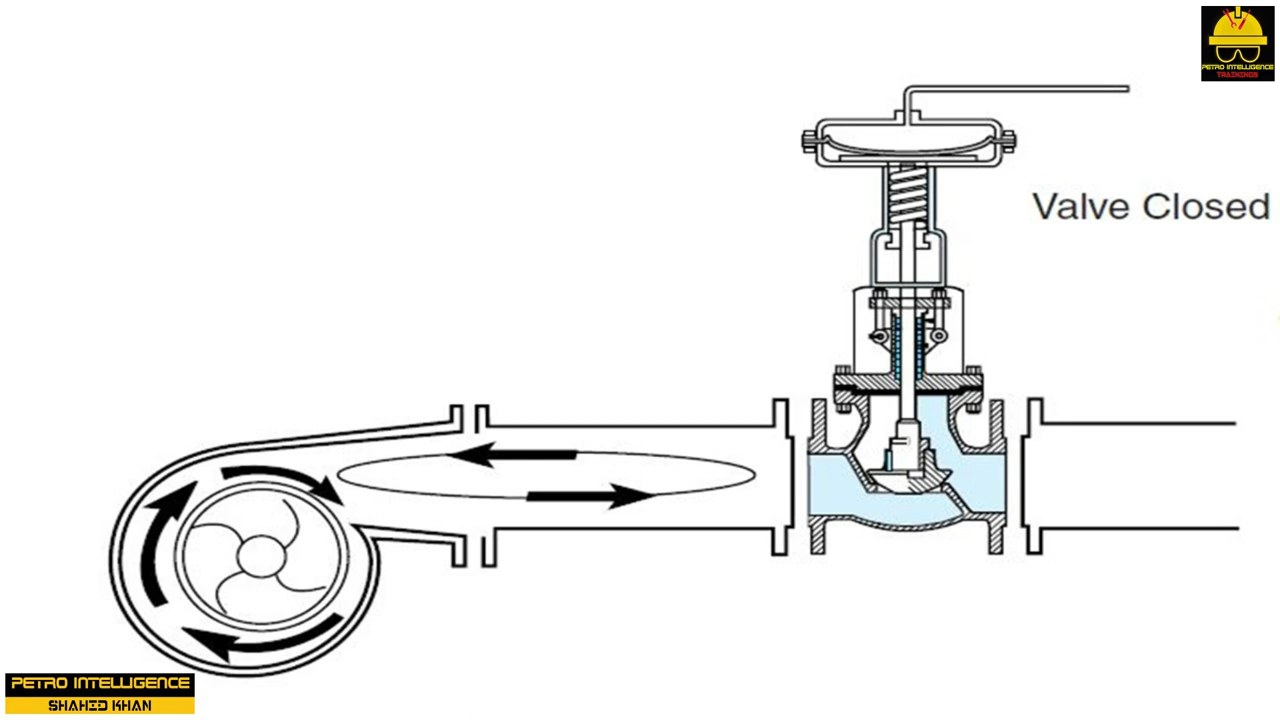 PETRO INTELLIGENCE
TRAININGS
Valve Closed
PETRO INTELLIGENCE
SHAHID KHAN